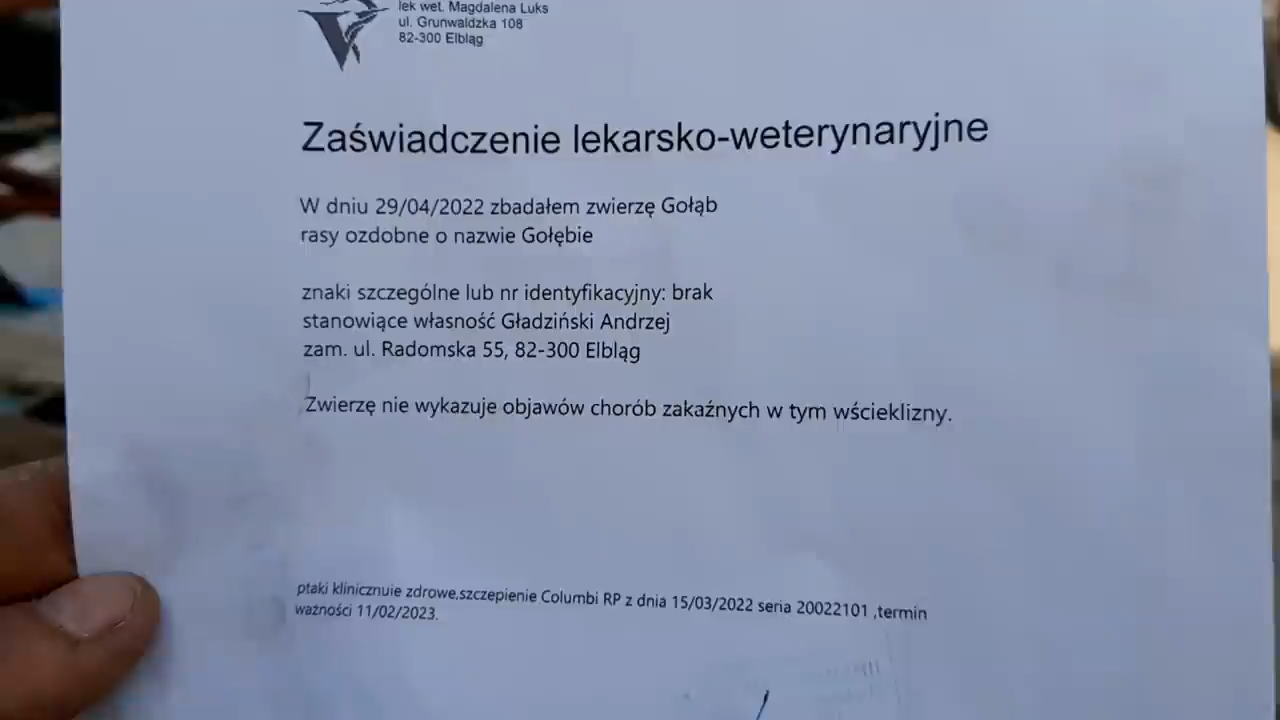 lek wet. Magdalena Luks
ul. Grunwaldzka 108
82-300 Elbląg
Zaświadczenie lekarsko-weterynaryjne
W dniu 29/04/2022 zbadałem zwierzę Gołąb
rasy ozdobne o nazwie Gołębie
znaki szczególne lub nr identyfikacyjny: brak
stanowiące własność Gładziński Andrzej
zam. ul. Radomska 55, 82-300 Elbląg
Zwierzę nie wykazuje objawów chorób zakaźnych w tym wścieklizny.
ptaki klinicznuie zdrowe,szczepienie Columbi RP z dnia 15/03/2022 seria 20022101 ,termin
ważności 11/02/2023.